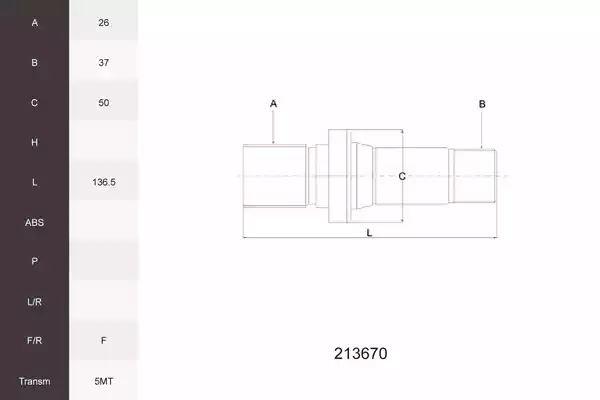 A 26
B 37
C 50
H
L 136.5
ABS
P
L/R
F/R F
Transm 5MT
A
B
C
L
213670